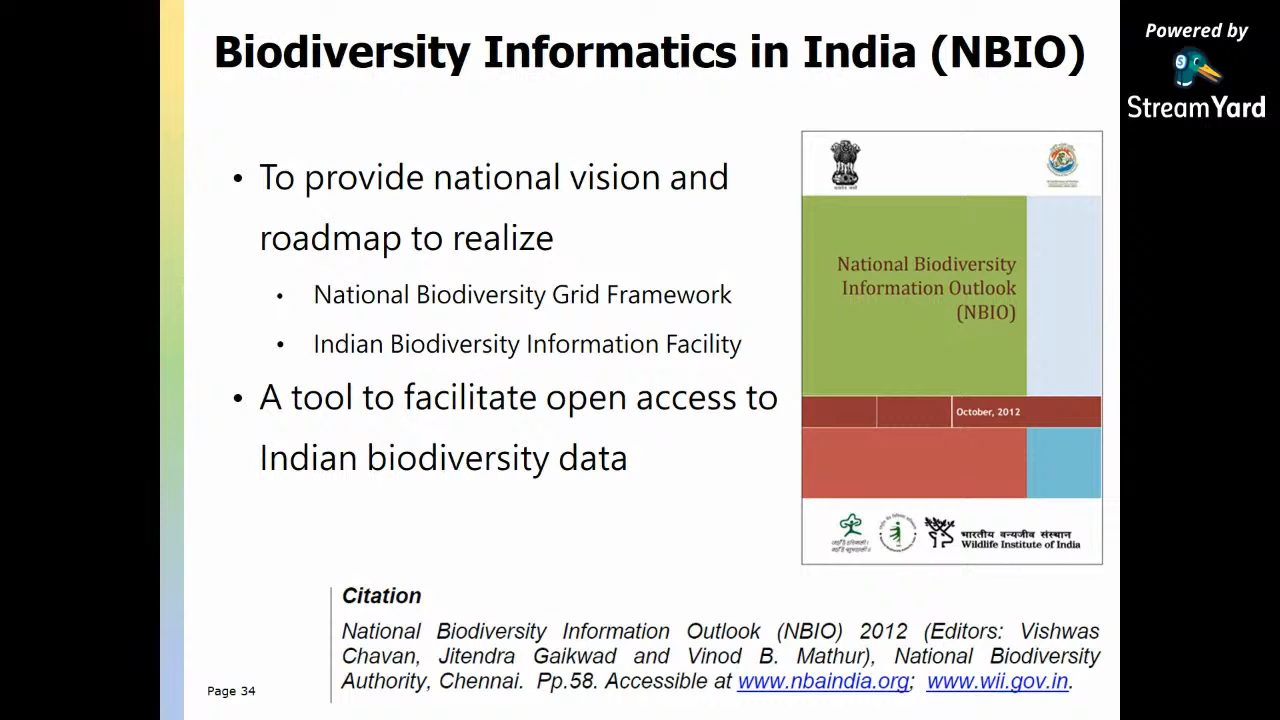 Biodiversity Informatics in India (NBIO)
Powered by
StreamYard
• To provide national vision and
roadmap to realize
• National Biodiversity Grid Framework
• Indian Biodiversity Information Facility
• A tool to facilitate open access to
Indian biodiversity data
National Biodiversity
Information Outlook
(NBIO)
October, 2012
भारतीय वन्यजीव संस्थान
Wildlife Institute of India
Citation
National Biodiversity Information Outlook (NBIO) 2012 (Editors: Vishwas
Chavan, Jitendra Gaikwad and Vinod B. Mathur), National Biodiversity
Authority, Chennai. Pp.58. Accessible at www.nbaindia.org; www.wii.gov.in.
Page 34